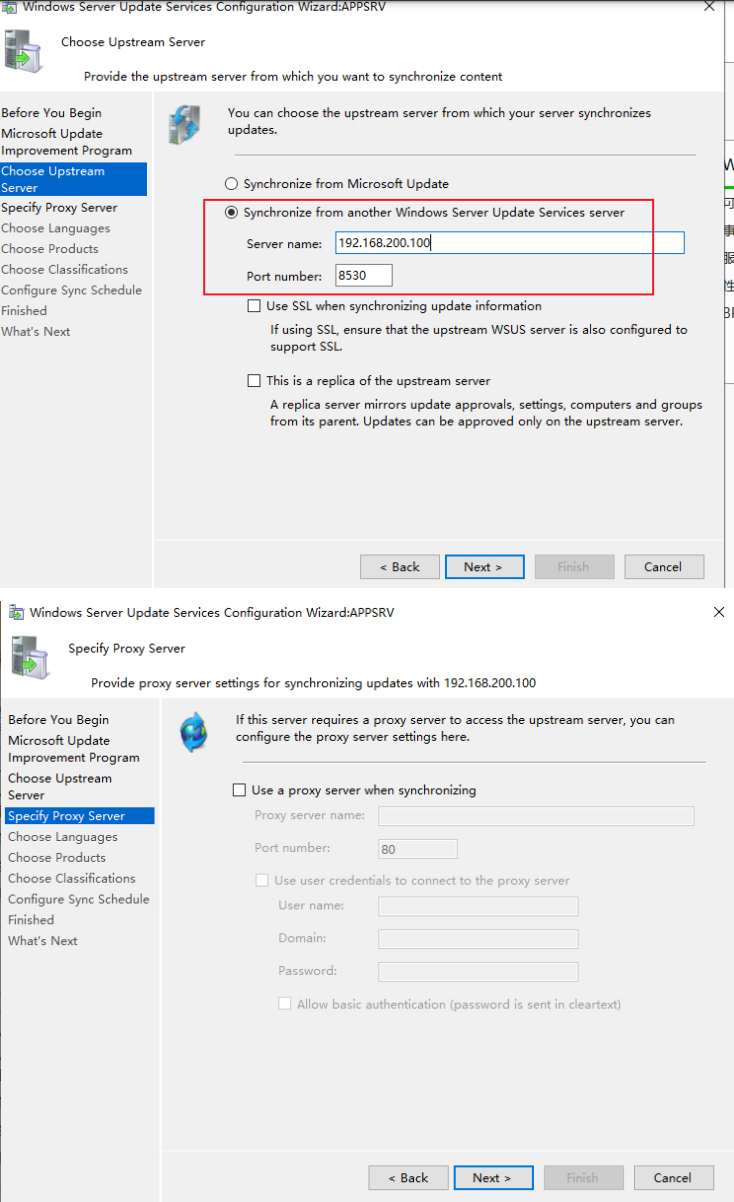 Windows Server Update Services Configuration Wizard:APPSRV
Choose Upstream Server
Provide the upstream server from which you want to synchronize content
Before You Begin
Microsoft Update
Improvement Program
Choose Upstream
Server
Specify Proxy Server
Choose Languages
Choose Products
Choose Classifications
Configure Sync Schedule
Finished
What's Next
You can choose the upstream server from which your server synchronizes
updates.
Synchronize from Microsoft Update
Synchronize from another Windows Server Update Services server
Server name: 192.168.200.100
Port number: 8530
Use SSL when synchronizing update information
If using SSL, ensure that the upstream WSUS server is also configured to
support SSL.
This is a replica of the upstream server
A replica server mirrors update approvals, settings, computers and groups
from its parent. Updates can be approved only on the upstream server.
< Back Next > Finish Cancel
Windows Server Update Services Configuration Wizard:APPSRV
Specify Proxy Server
Provide proxy server settings for synchronizing updates with 192.168.200.100
Before You Begin
Microsoft Update
Improvement Program
Choose Upstream
Server
Specify Proxy Server
Choose Languages
Choose Products
Choose Classifications
Configure Sync Schedule
Finished
What's Next
If this server requires a proxy server to access the upstream server, you can
configure the proxy server settings here.
Use a proxy server when synchronizing
Proxy server name:
Port number: 80
Use user credentials to connect to the proxy server
User name:
Domain:
Password:
Allow basic authentication (password is sent in cleartext)
< Back Next > Finish Cancel